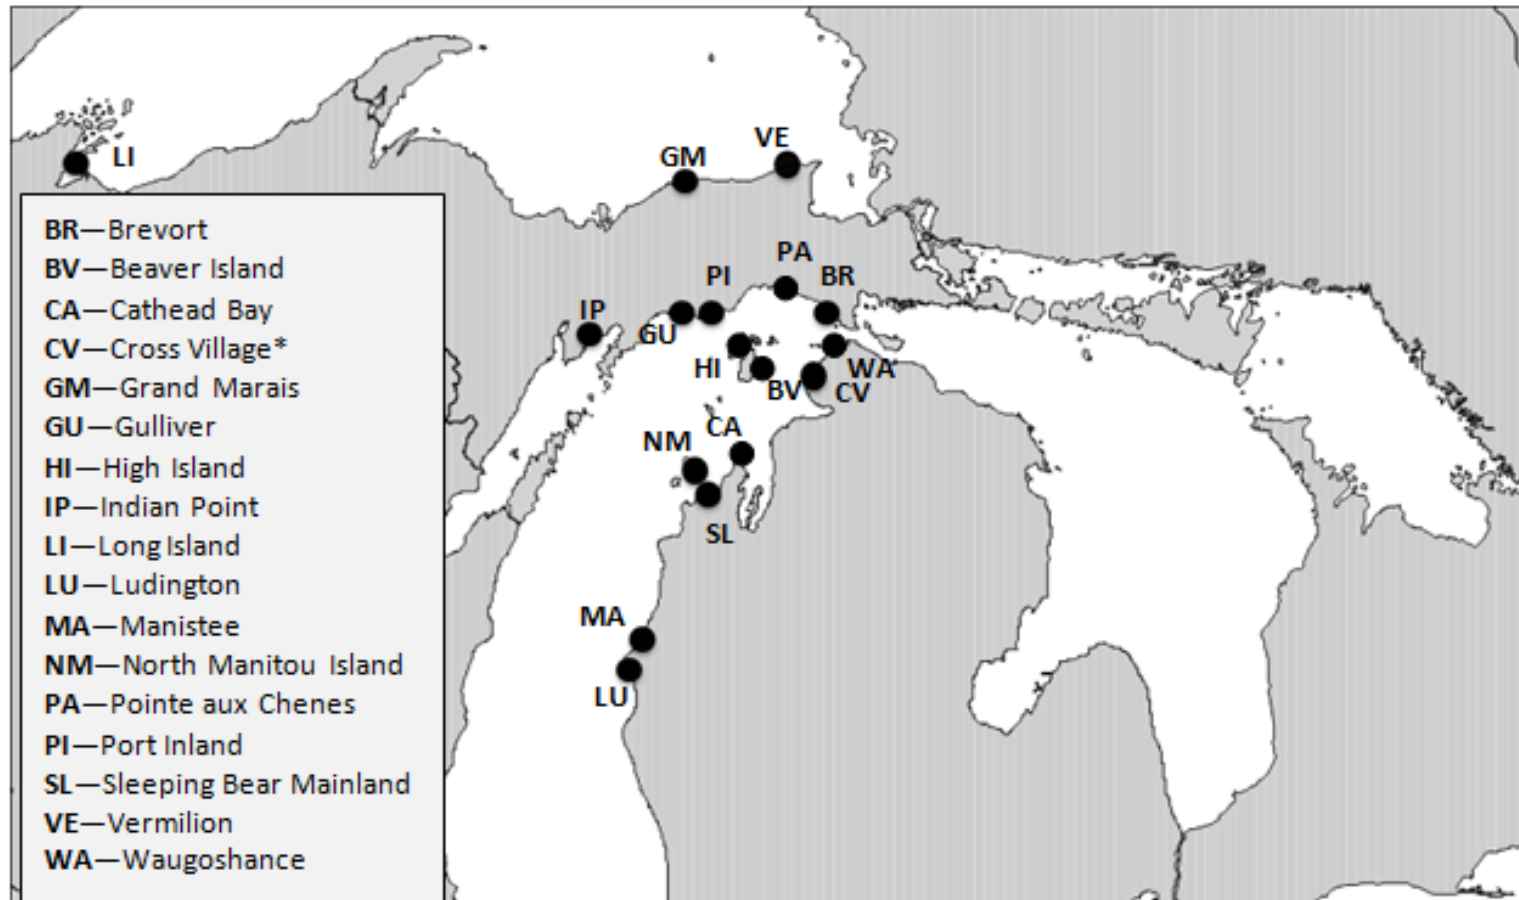 VE
GM
LI
PA
PI
BR
IP
GU
HI
WA
BV
CV
CA
NM
SL
MA
LU
BR—Brevort
BV—Beaver Island
CA—Cathead Bay
CV—Cross Village*
GM—Grand Marais
GU—Gulliver
HI—High Island
IP—Indian Point
LI—Long Island
LU—Ludington
MA—Manistee
NM—North Manitou Island
PA—Pointe aux Chenes
PI—Port Inland
SL—Sleeping Bear Mainland
VE—Vermilion
WA—Waugoshance